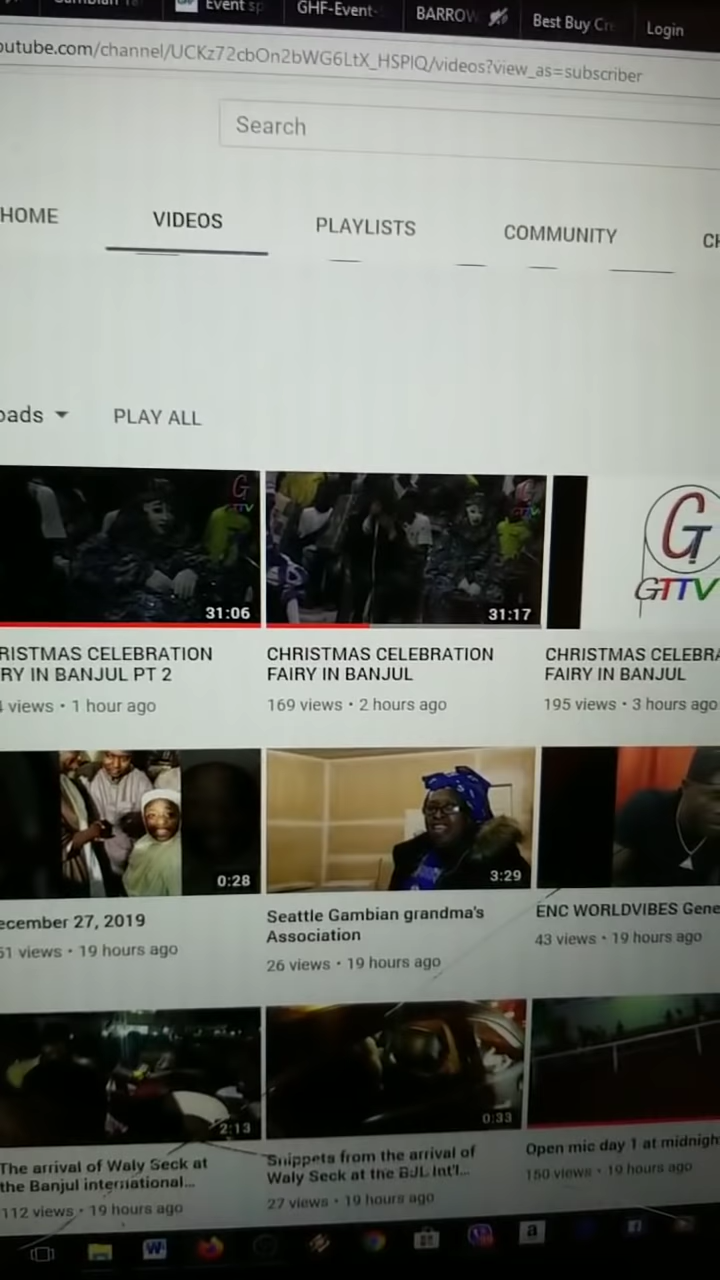 Event sp
GHF-Event-
BARROW
Best Buy Cre
Login
outube.com/channel/UCKz72cbOn2bWG6LtX_HSPlQ/videos?view_as=subscriber
Search
HOME VIDEOS PLAYLISTS COMMUNITY CH
oads PLAY ALL
G
TTV
31:06
31:17
GT
GTTV
RISTMAS CELEBRATION
RY IN BANJUL PT 2
views • 1 hour ago
CHRISTMAS CELEBRATION
FAIRY IN BANJUL
169 views • 2 hours ago
CHRISTMAS CELEBRA
FAIRY IN BANJUL
195 views • 3 hours ago
0:28
3:29
ecember 27, 2019
51 views • 19 hours ago
Seattle Gambian grandma's
Association
26 views • 19 hours ago
ENC WORLDVIBES Gene
43 views • 19 hours ago
2:13
0:33
The arrival of Waly Seck at
the Banjul international...
112 views • 19 hours ago
Snippets from the arrival of
Waly Seck at the BJL Int'l...
27 views • 19 hours ago
Open mic day 1 at midnigh
150 views • 19 hours ago
W
a
f